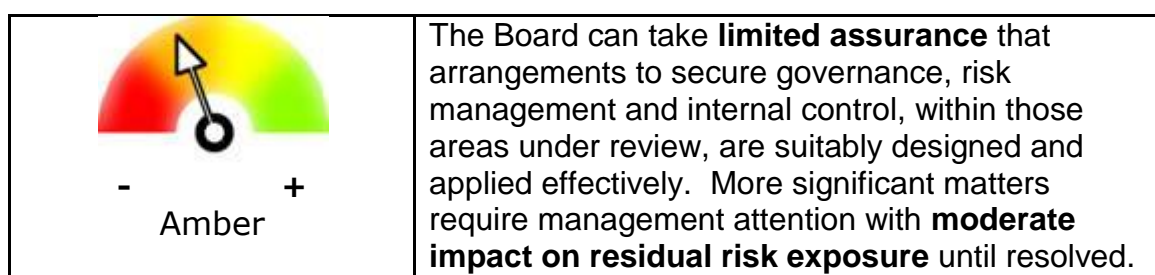 - +
Amber
The Board can take limited assurance that
arrangements to secure governance, risk
management and internal control, within those
areas under review, are suitably designed and
applied effectively.  More significant matters
require management attention with moderate
impact on residual risk exposure until resolved.